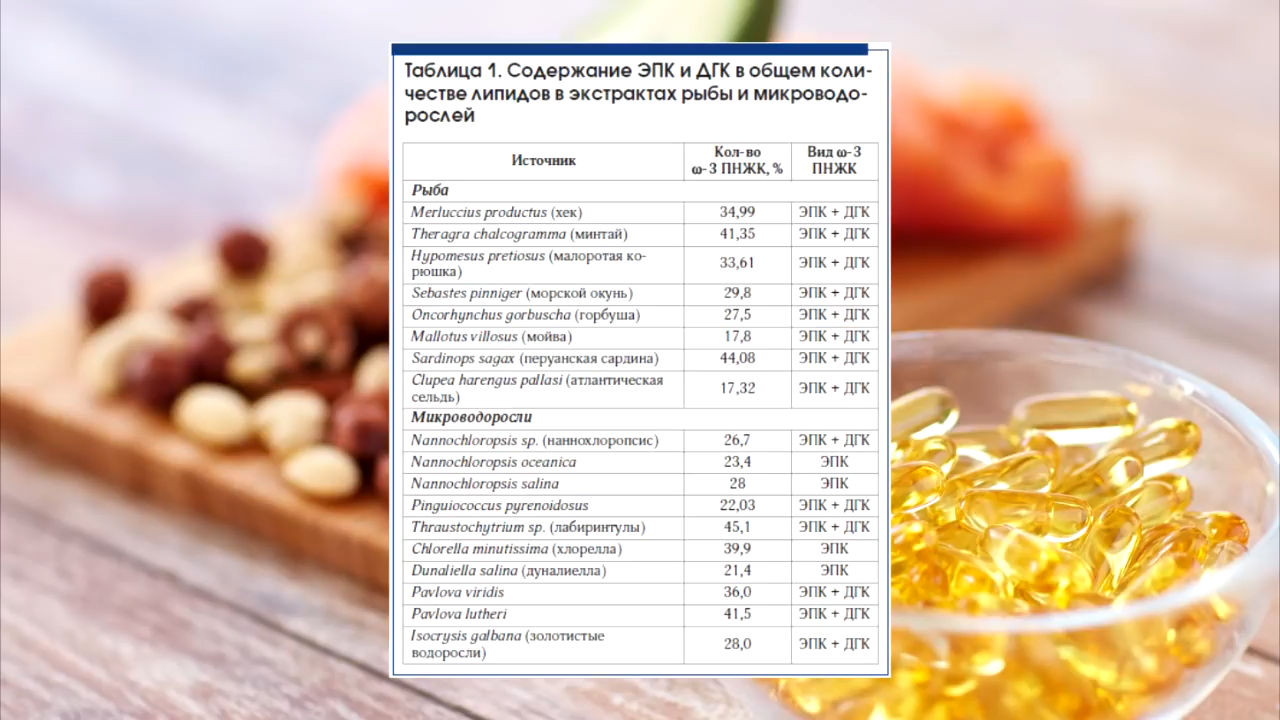 Таблица 1. Содержание ЭПК и ДГК в общем коли-
честве липидов в экстрактах рыбы и микроводо-
рослей
Источник Кол-во ω-3 ПНЖК, % Вид ω-3 ПНЖК
Рыба
Merluccius productus (хек) 34,99 ЭПК + ДГК
Theragra chalcogramma (минтай) 41,35 ЭПК + ДГК
Hypomesus pretiosus (малоротая ко-
рюшка) 33,61 ЭПК + ДГК
Sebastes pinniger (морской окунь) 29,8 ЭПК + ДГК
Oncorhynchus gorbuscha (горбуша) 27,5 ЭПК + ДГК
Mallotus villosus (мойва) 17,8 ЭПК + ДГК
Sardinops sagax (перуанская сардина) 44,08 ЭПК + ДГК
Clupea harengus pallasi (атлантическая
сельдь) 17,32 ЭПК + ДГК
Микроводоросли
Nannochloropsis sp. (наннохлоропсис) 26,7 ЭПК + ДГК
Nannochloropsis oceanica 23,4 ЭПК
Nannochloropsis salina 28 ЭПК
Pinguiococcus pyrenoidosus 22,03 ЭПК + ДГК
Thraustochytrium sp. (лабиринтулы) 45,1 ЭПК + ДГК
Chlorella minutissima (хлорелла) 39,9 ЭПК
Dunaliella salina (дуналиелла) 21,4 ЭПК
Pavlova viridis 36,0 ЭПК + ДГК
Pavlova lutheri 41,5 ЭПК + ДГК
Isocrysis galbana (золотистые
водоросли) 28,0 ЭПК + ДГК